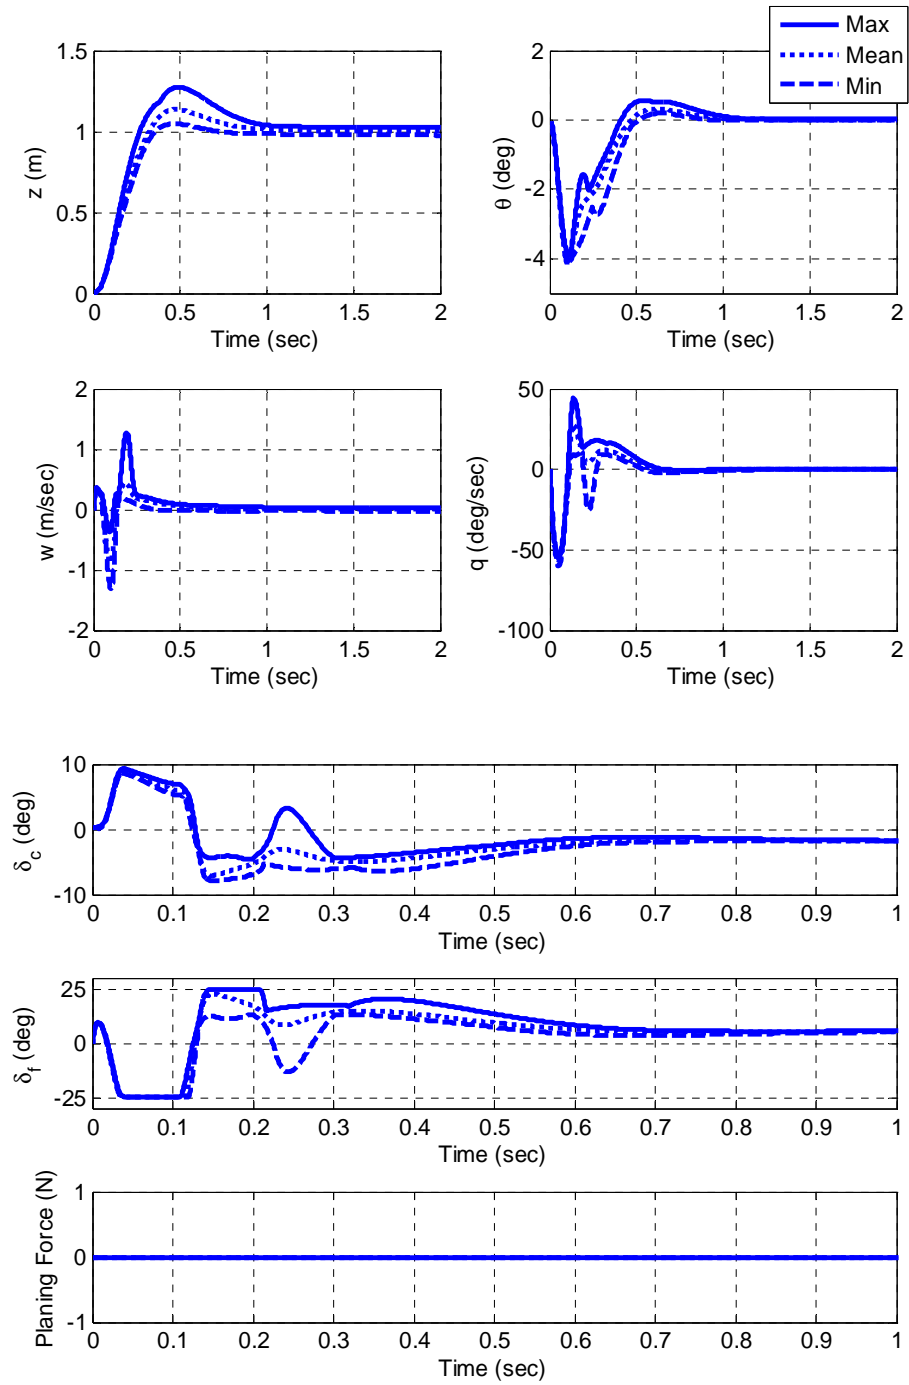 Max
Mean
Min
1.5
1
0.5
0
z (m)
0 0.5 1 1.5 2
Time (sec)
2
0
-2
-4
θ (deg)
0 0.5 1 1.5 2
Time (sec)
2
1
0
-1
-2
w (m/sec)
0 0.5 1 1.5 2
Time (sec)
50
0
-50
-100
q (deg/sec)
0 0.5 1 1.5 2
Time (sec)
10
0
-10
δc (deg)
0 0.1 0.2 0.3 0.4 0.5 0.6 0.7 0.8 0.9 1
Time (sec)
25
0
-25
δf (deg)
0 0.1 0.2 0.3 0.4 0.5 0.6 0.7 0.8 0.9 1
Time (sec)
1
0
-1
Planing Force (N)
0 0.1 0.2 0.3 0.4 0.5 0.6 0.7 0.8 0.9 1
Time (sec)